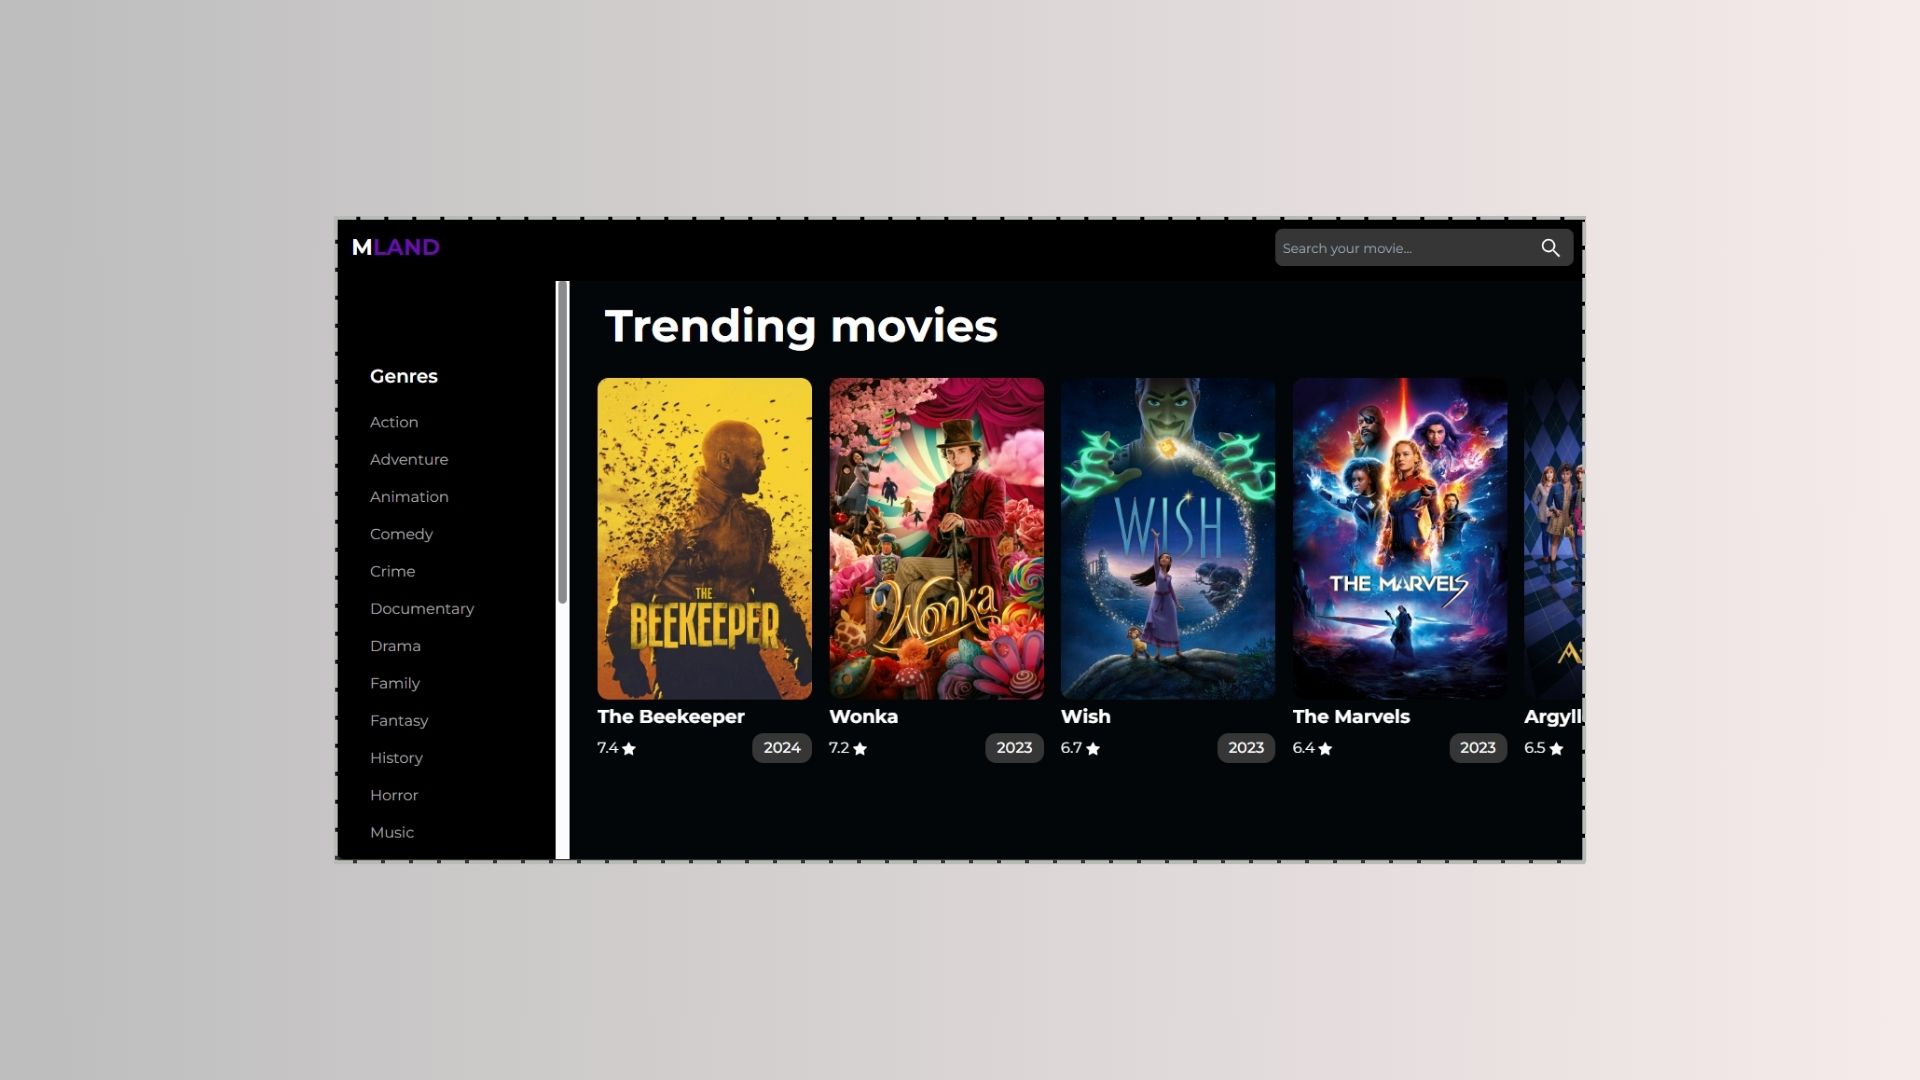 MLAND
Search your movie...
Genres
Action
Adventure
Animation
Comedy
Crime
Documentary
Drama
Family
Fantasy
History
Horror
Music
Trending movies
THE
BEEKEEPER
The Beekeeper
7.4
2024
Wonka
Wonka
7.2
2023
WISH
Wish
6.7
2023
THE MARVELS
The Marvels
6.4
2023
A
Argyll
6.5